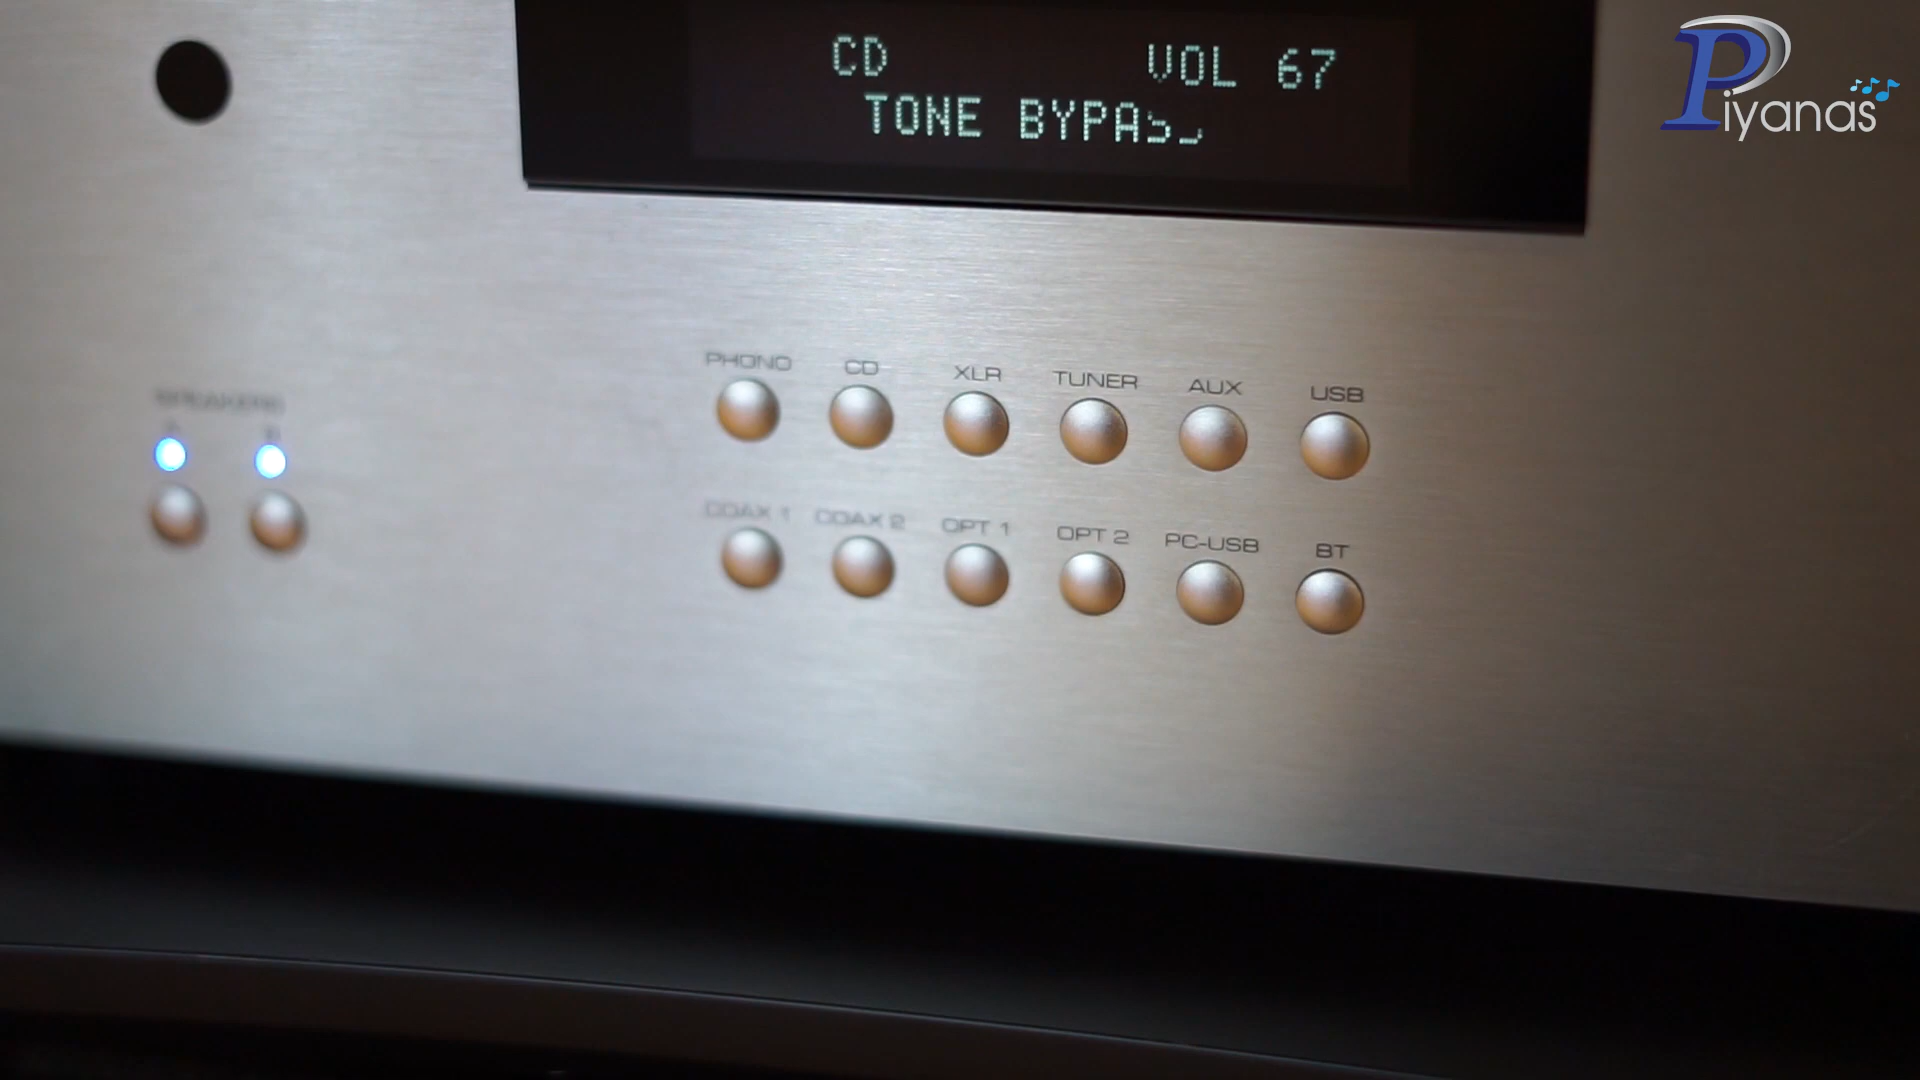 CD VOL 67
TONE BYPASS
Piyanas
PHONO CD XLR TUNER AUX USB
SPEAKERS
A B
COAX 1 COAX 2 OPT 1 OPT 2 PC-USB BT